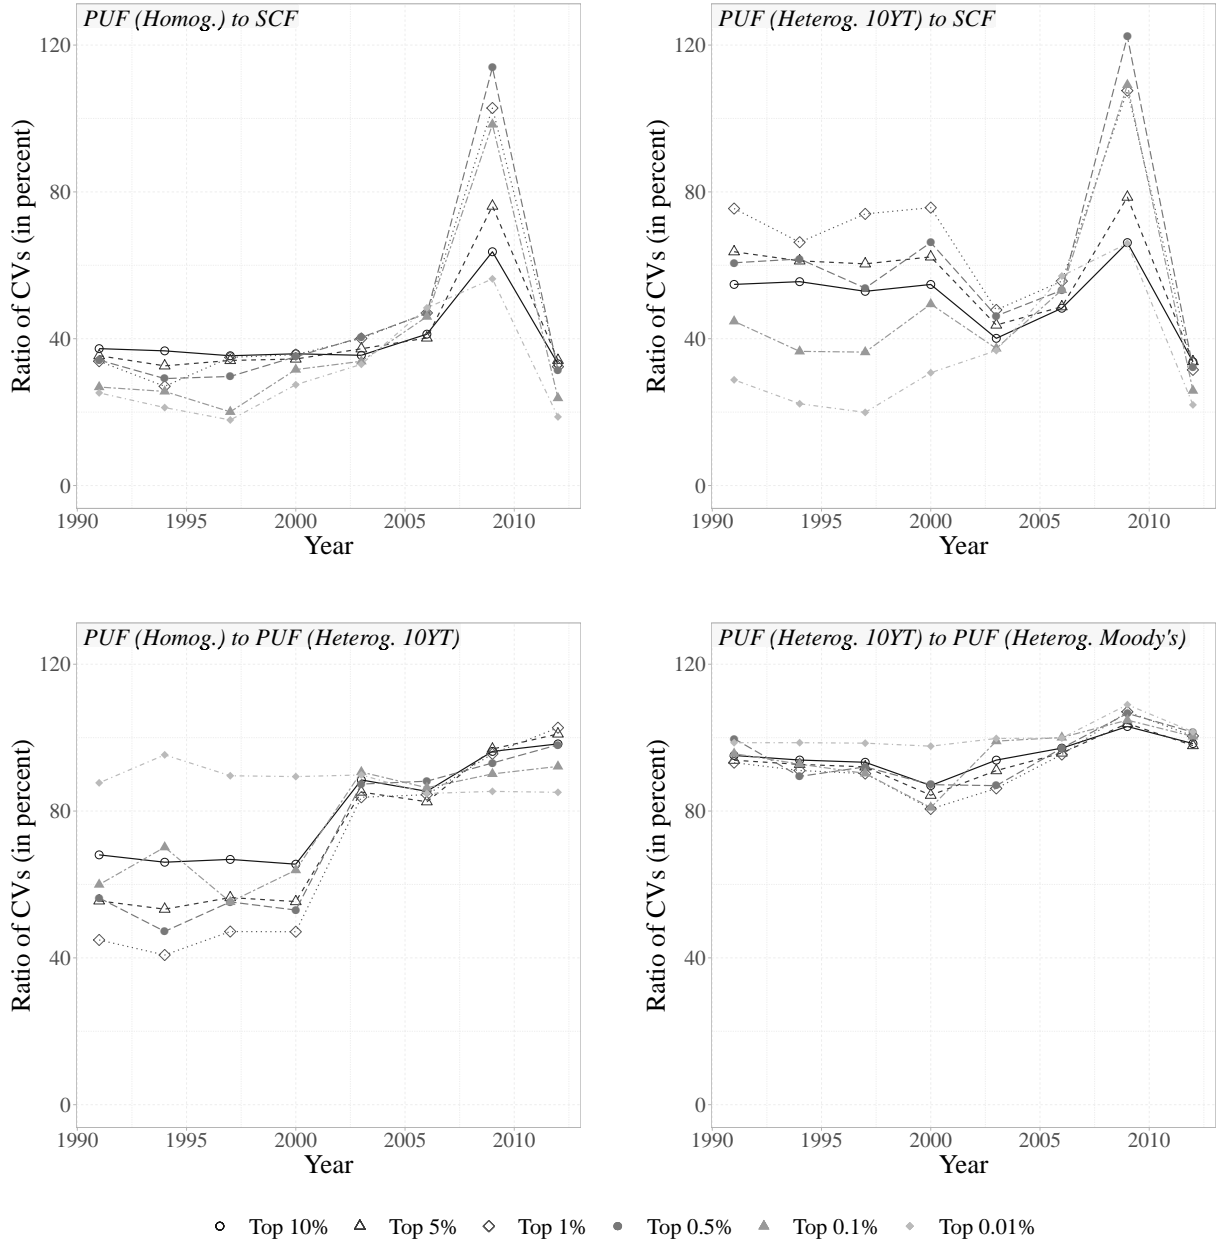 PUF (Homog.) to SCF
Ratio of CVs (in percent)
120
80
40
0
1990 1995 2000 2005 2010
Year
PUF (Heterog. 10YT) to SCF
Ratio of CVs (in percent)
120
80
40
0
1990 1995 2000 2005 2010
Year
PUF (Homog.) to PUF (Heterog. 10YT)
Ratio of CVs (in percent)
120
80
40
0
1990 1995 2000 2005 2010
Year
PUF (Heterog. 10YT) to PUF (Heterog. Moody's)
Ratio of CVs (in percent)
120
80
40
0
1990 1995 2000 2005 2010
Year
Top 10% Top 5% Top 1% Top 0.5% Top 0.1% Top 0.01%